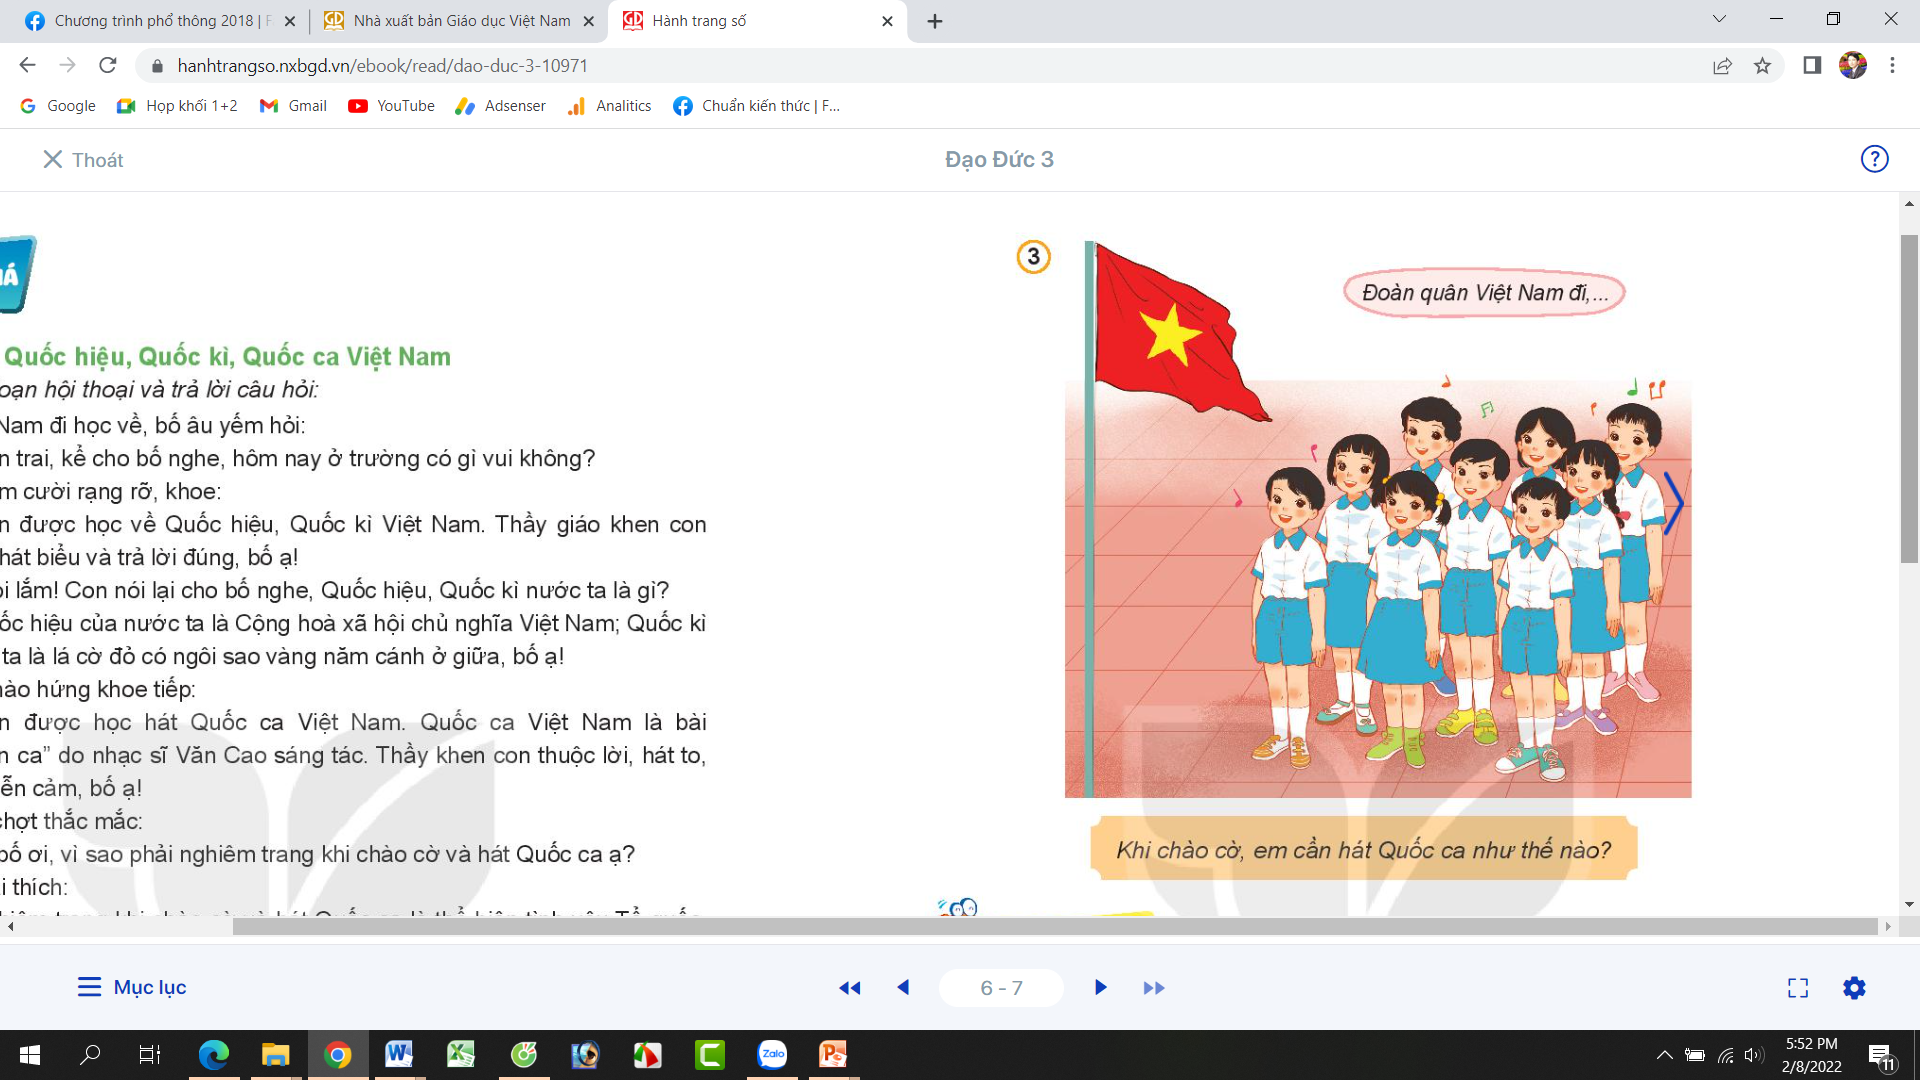 Chương trình phổ thông 2018 | F
Nhà xuất bản Giáo dục Việt Nam
Hành trang số
hanhtrangso.nxbgd.vn/ebook/read/dao-duc-3-10971
Google
Họp khối 1+2
Gmail
YouTube
Adsenser
Analitics
Chuẩn kiến thức | F...
Thoát
Đạo Đức 3
?
Quốc hiệu, Quốc kì, Quốc ca Việt Nam
oạn hội thoại và trả lời câu hỏi:
Nam đi học về, bố âu yếm hỏi:
n trai, kể cho bố nghe, hôm nay ở trường có gì vui không?
m cười rạng rỡ, khoe:
n được học về Quốc hiệu, Quốc kì Việt Nam. Thầy giáo khen con
hát biểu và trả lời đúng, bố ạ!
ỏi lắm! Con nói lại cho bố nghe, Quốc hiệu, Quốc kì nước ta là gì?
ốc hiệu của nước ta là Cộng hoà xã hội chủ nghĩa Việt Nam; Quốc kì
ta là lá cờ đỏ có ngôi sao vàng năm cánh ở giữa, bố ạ!
hào hứng khoe tiếp:
n được học hát Quốc ca Việt Nam. Quốc ca Việt Nam là bài
n ca” do nhạc sĩ Văn Cao sáng tác. Thầy khen con thuộc lời, hát to,
ễn cảm, bố ạ!
chợt thắc mắc:
bố ơi, vì sao phải nghiêm trang khi chào cờ và hát Quốc ca ạ?
i thích:
3
Đoàn quân Việt Nam đi,...
Khi chào cờ, em cần hát Quốc ca như thế nào?
Mục lục
6 - 7
Zalo
5:52 PM
2/8/2022
11